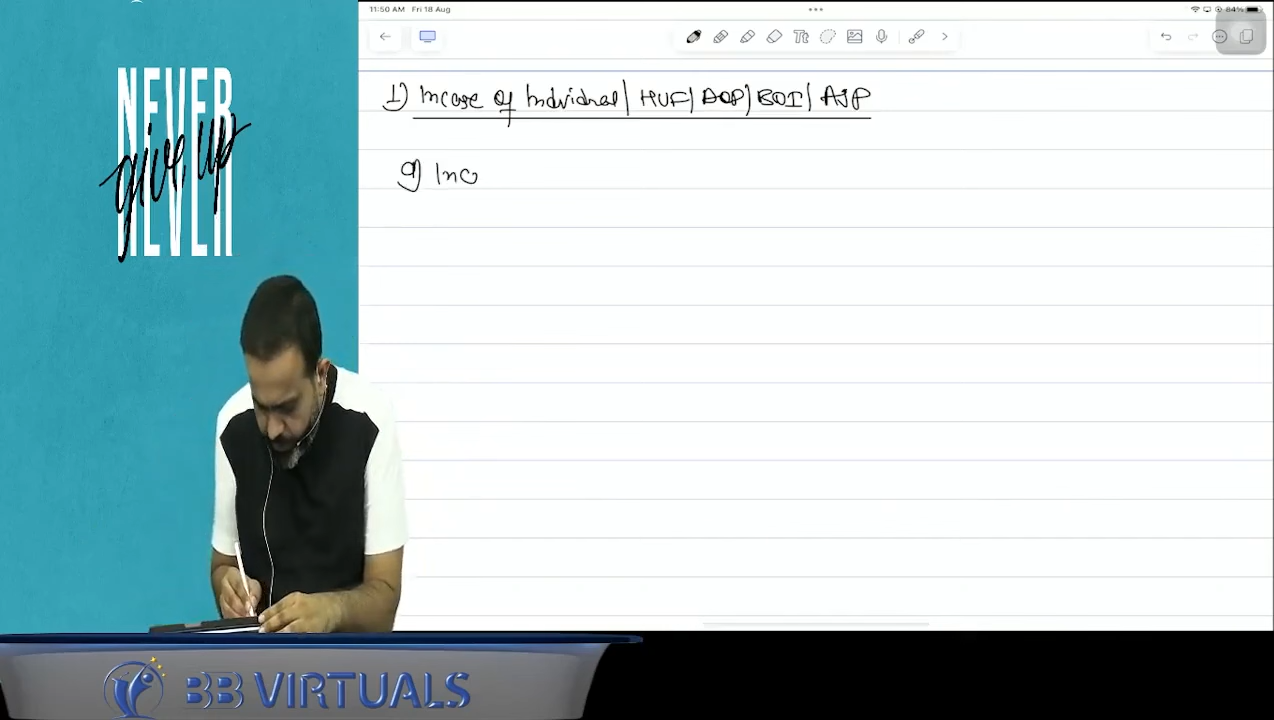 11:50 AM Fri 18 Aug
84%
NEVER
give up
NEVER
1) Incase of Individual / HUF / AOP / BOI / AJP
a) Inc
BB VIRTUALS